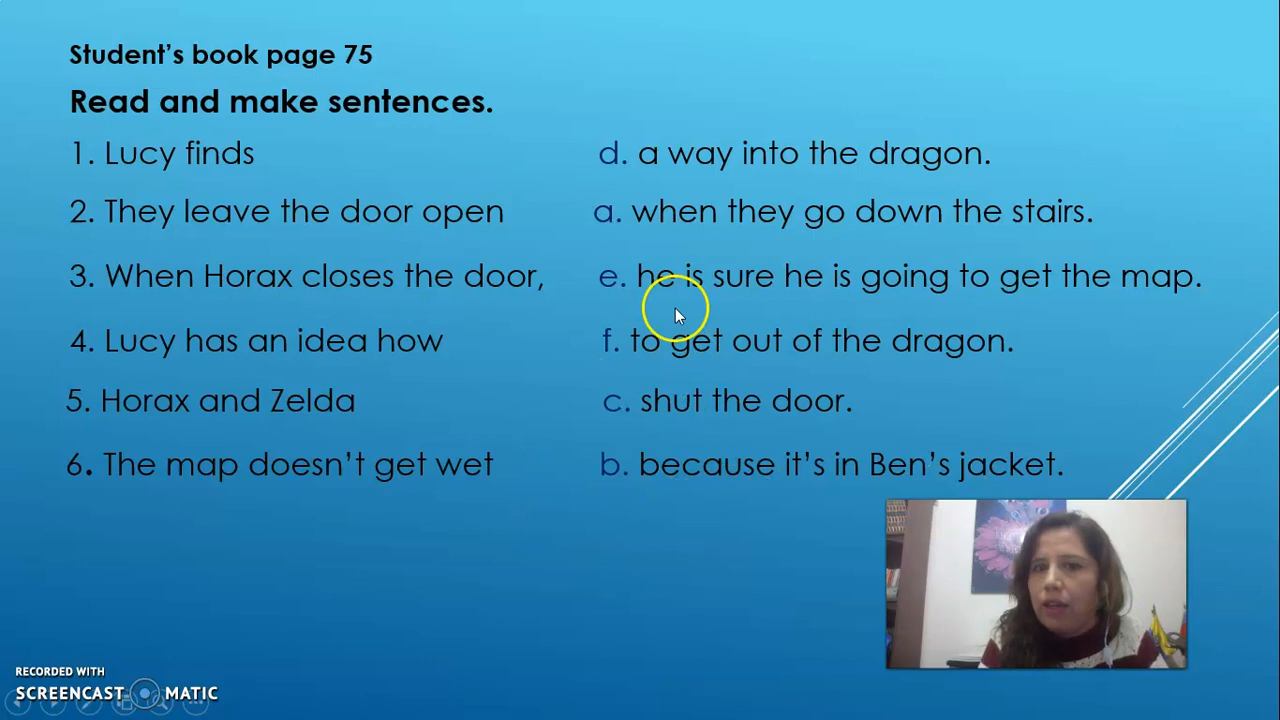 Student's book page 75
Read and make sentences.
1. Lucy finds d. a way into the dragon.
2. They leave the door open a. when they go down the stairs.
3. When Horax closes the door, e. he is sure he is going to get the map.
4. Lucy has an idea how f. to get out of the dragon.
5. Horax and Zelda c. shut the door.
6. The map doesn't get wet b. because it's in Ben's jacket.
RECORDED WITH
SCREENCAST MATIC